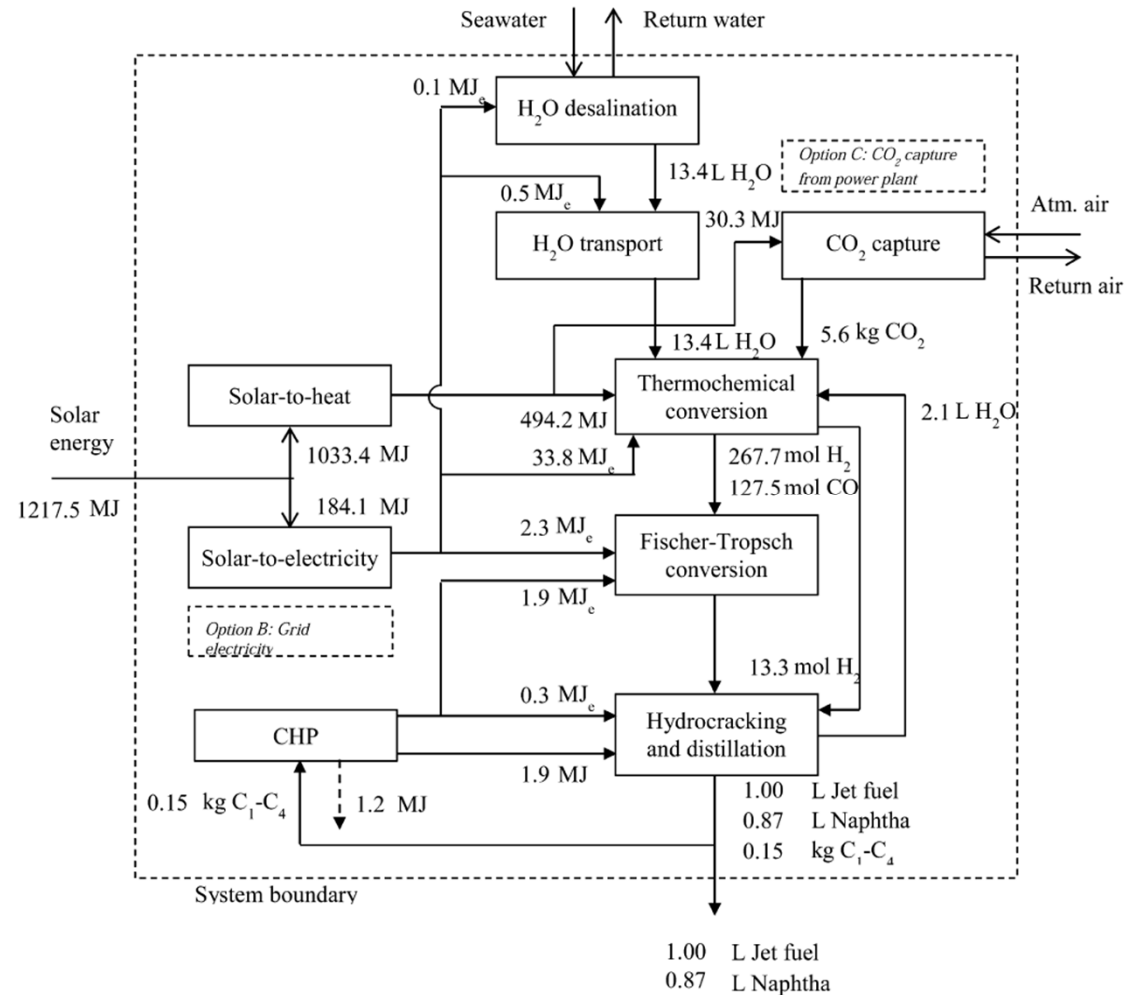 Seawater
Return water
0.1 MJe
H2O desalination
13.4 L H2O
Option C: CO2 capture
from power plant
0.5 MJe
30.3 MJ
Atm. air
H2O transport
CO2 capture
Return air
13.4 L H2O
5.6 kg CO2
Solar-to-heat
Thermochemical
conversion
Solar
energy
494.2 MJ
2.1 L H2O
1033.4 MJ
33.8 MJe
267.7 mol H2
127.5 mol CO
1217.5 MJ
184.1 MJ
Solar-to-electricity
2.3 MJe
Fischer-Tropsch
conversion
1.9 MJe
Option B: Grid
electricity
13.3 mol H2
0.3 MJe
CHP
Hydrocracking
and distillation
1.9 MJ
0.15 kg C1-C4
1.2 MJ
1.00 L Jet fuel
0.87 L Naphtha
0.15 kg C1-C4
System boundary
1.00 L Jet fuel
0.87 L Naphtha